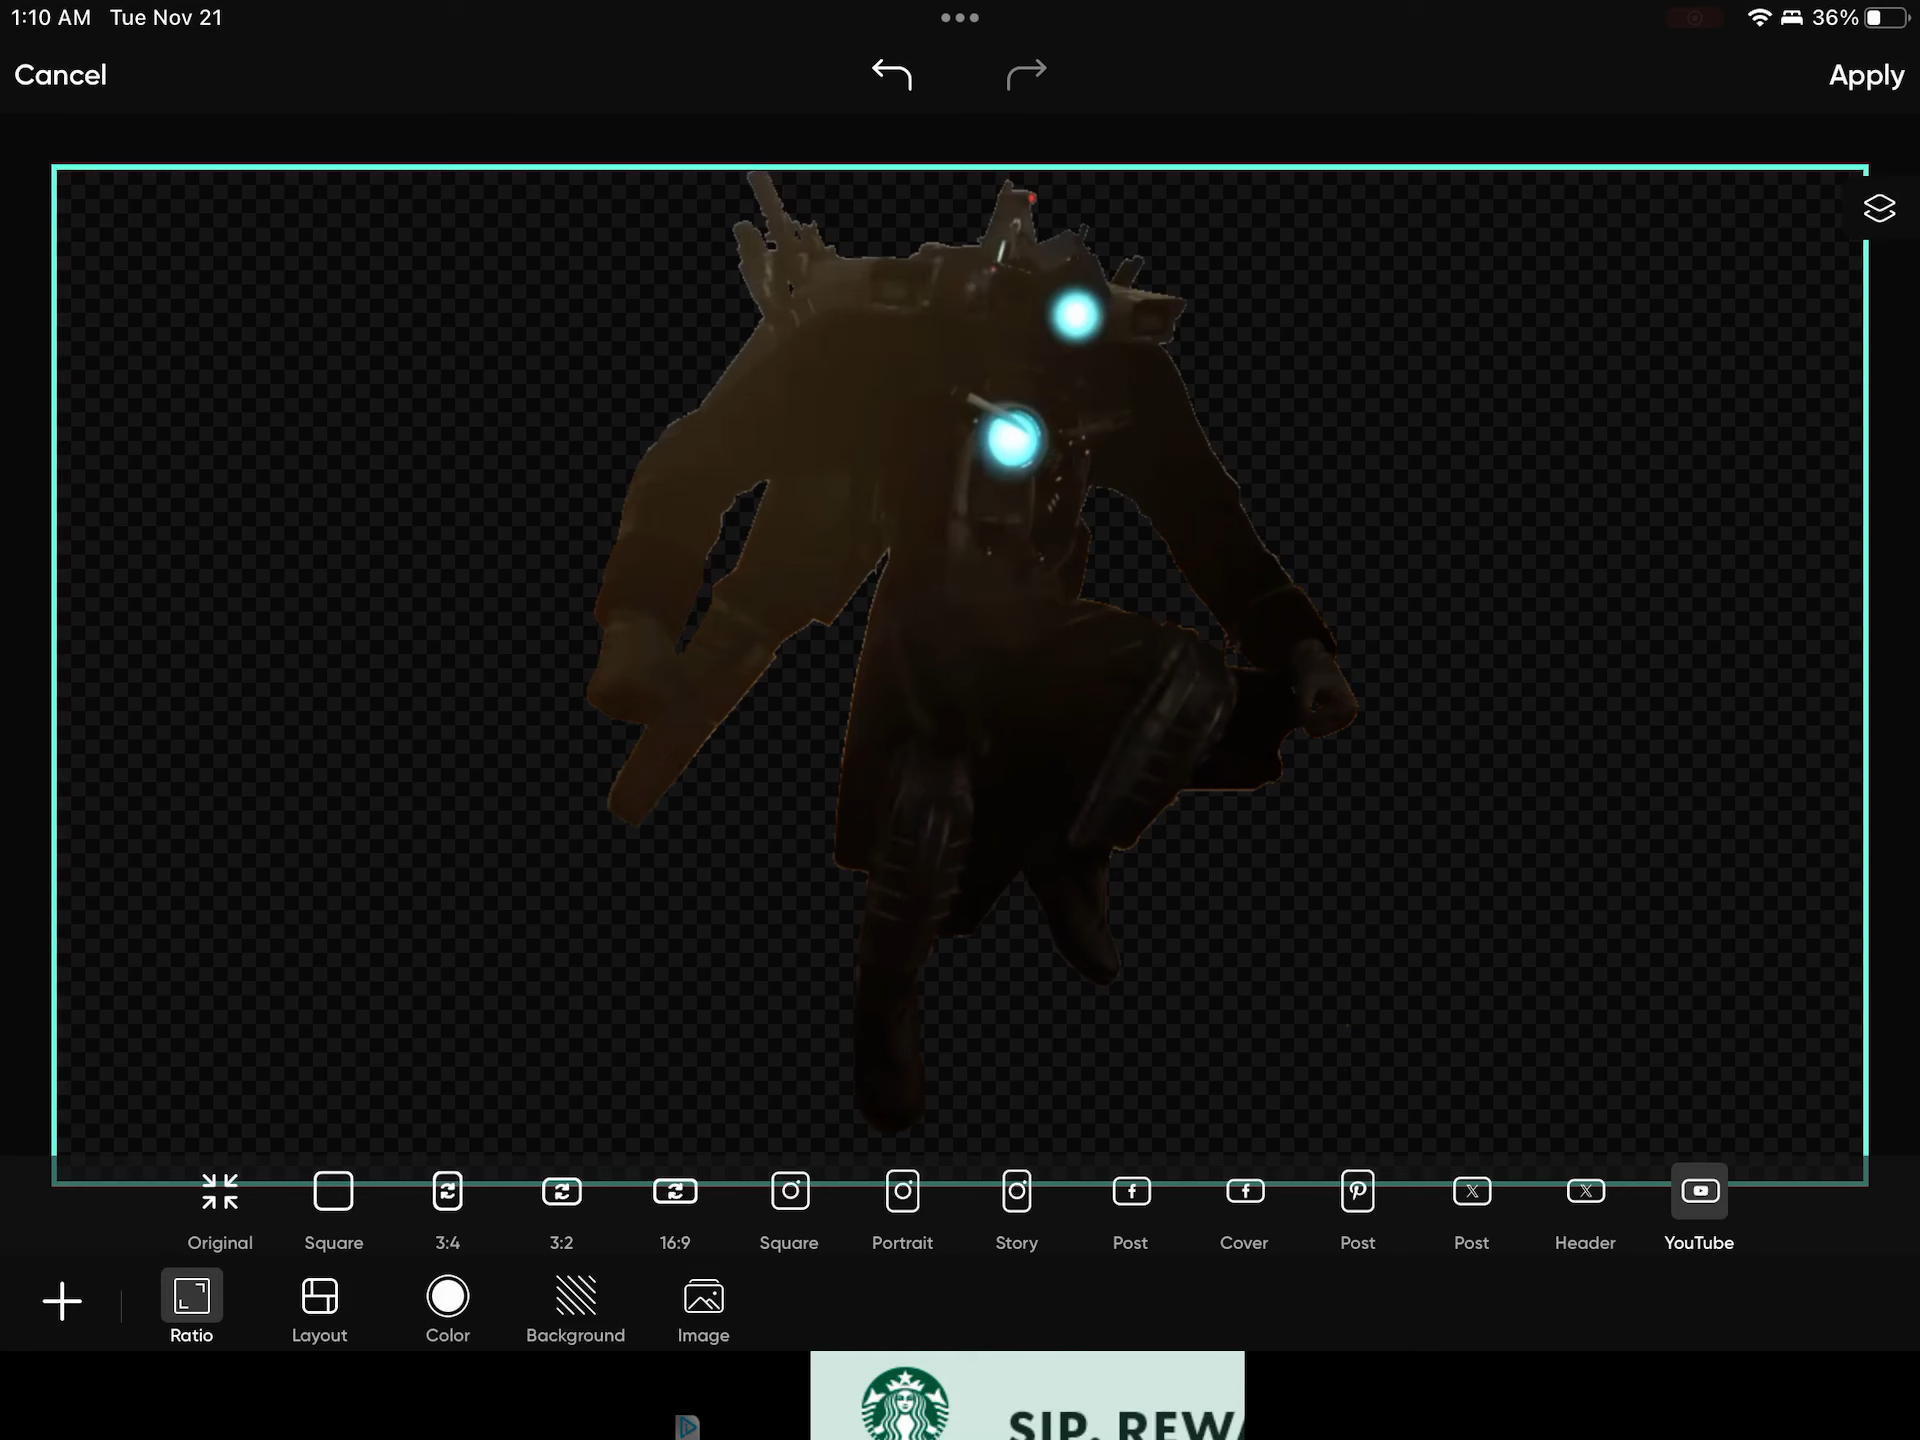 1:10 AM Tue Nov 21
36%
Cancel
Apply
Original
Square
3:4
3:2
16:9
Square
Portrait
Story
Post
Cover
Post
Post
Header
YouTube
Ratio
Layout
Color
Background
Image
SIP. REWA